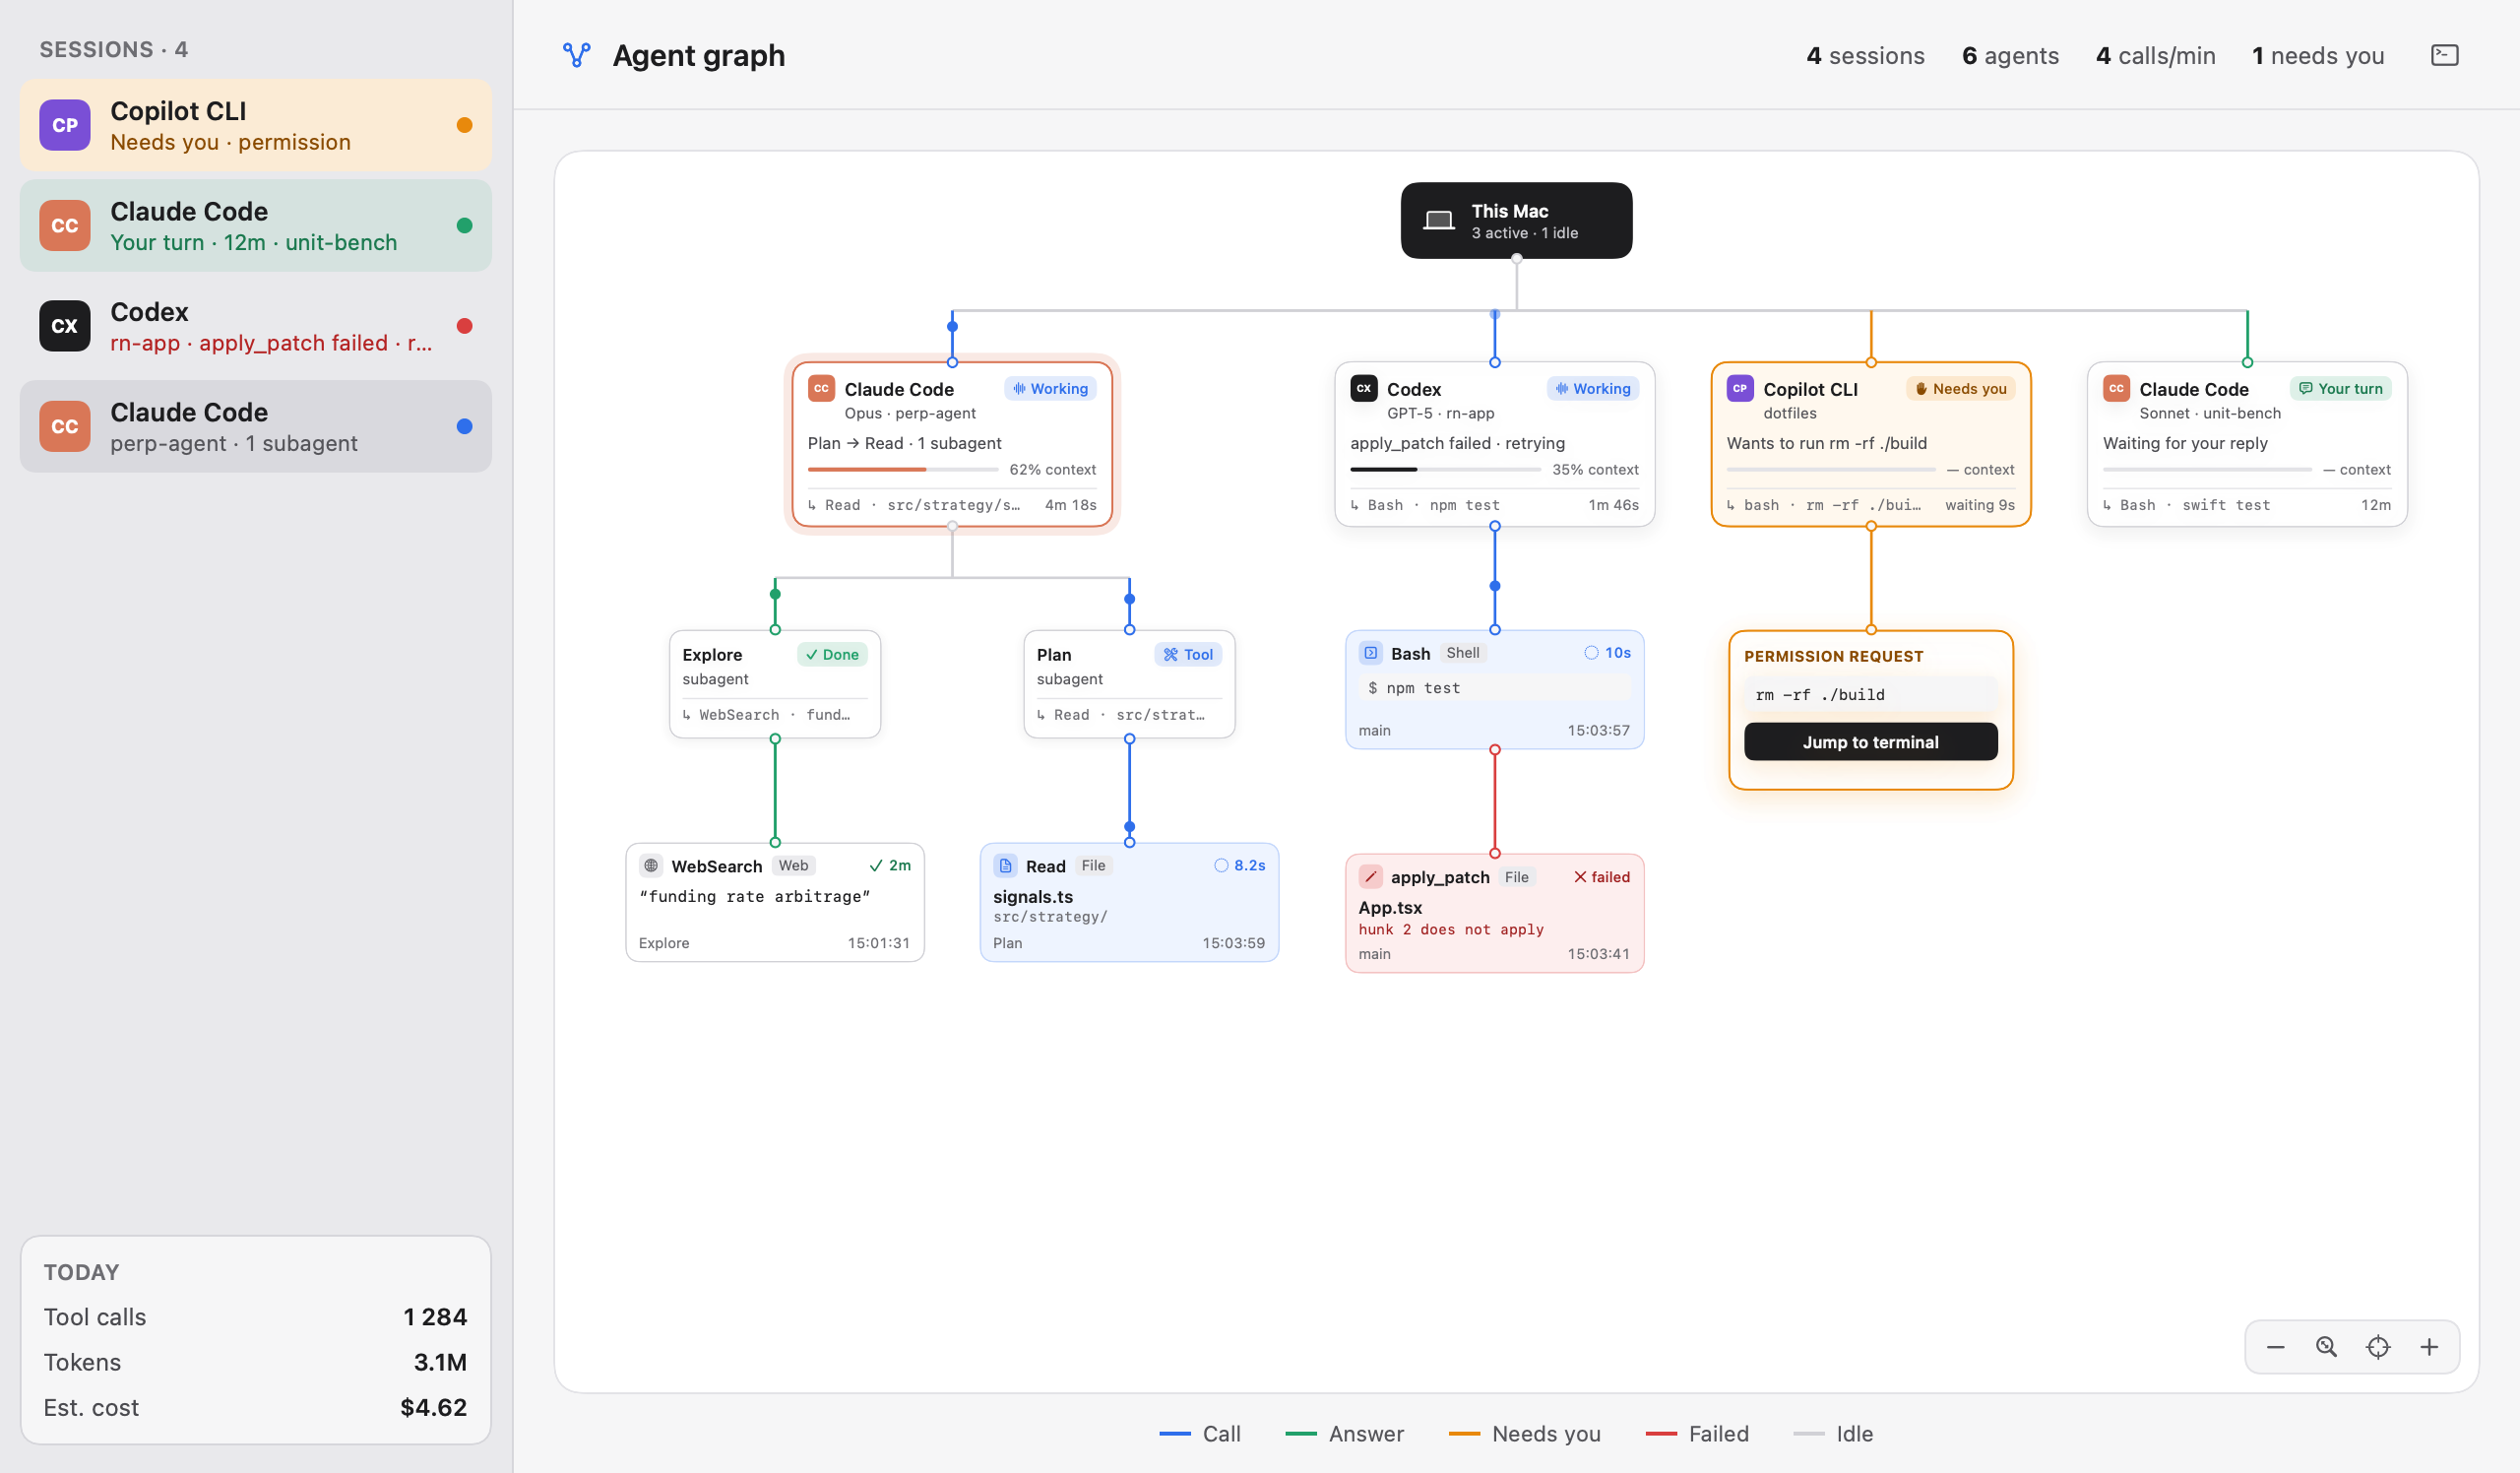 SESSIONS · 4
CP
Copilot CLI
Needs you · permission
CC
Claude Code
Your turn · 12m · unit-bench
CX
Codex
rn-app · apply_patch failed · r...
CC
Claude Code
perp-agent · 1 subagent
TODAY
Tool calls 1 284
Tokens 3.1M
Est. cost $4.62
Agent graph
4 sessions 6 agents 4 calls/min 1 needs you
This Mac
3 active · 1 idle
CC Claude Code Working
Opus · perp-agent
Plan → Read · 1 subagent
62% context
↳ Read · src/strategy/s… 4m 18s
CX Codex Working
GPT-5 · rn-app
apply_patch failed · retrying
35% context
↳ Bash · npm test 1m 46s
CP Copilot CLI Needs you
dotfiles
Wants to run rm -rf ./build
— context
↳ bash · rm -rf ./bui… waiting 9s
CC Claude Code Your turn
Sonnet · unit-bench
Waiting for your reply
— context
↳ Bash · swift test 12m
Explore Done
subagent
↳ WebSearch · fund…
Plan Tool
subagent
↳ Read · src/strat…
Bash Shell 10s
$ npm test
main 15:03:57
PERMISSION REQUEST
rm -rf ./build
Jump to terminal
WebSearch Web ✓ 2m
“funding rate arbitrage”
Explore 15:01:31
Read File 8.2s
signals.ts
src/strategy/
Plan 15:03:59
apply_patch File ✕ failed
App.tsx
hunk 2 does not apply
main 15:03:41
Call Answer Needs you Failed Idle